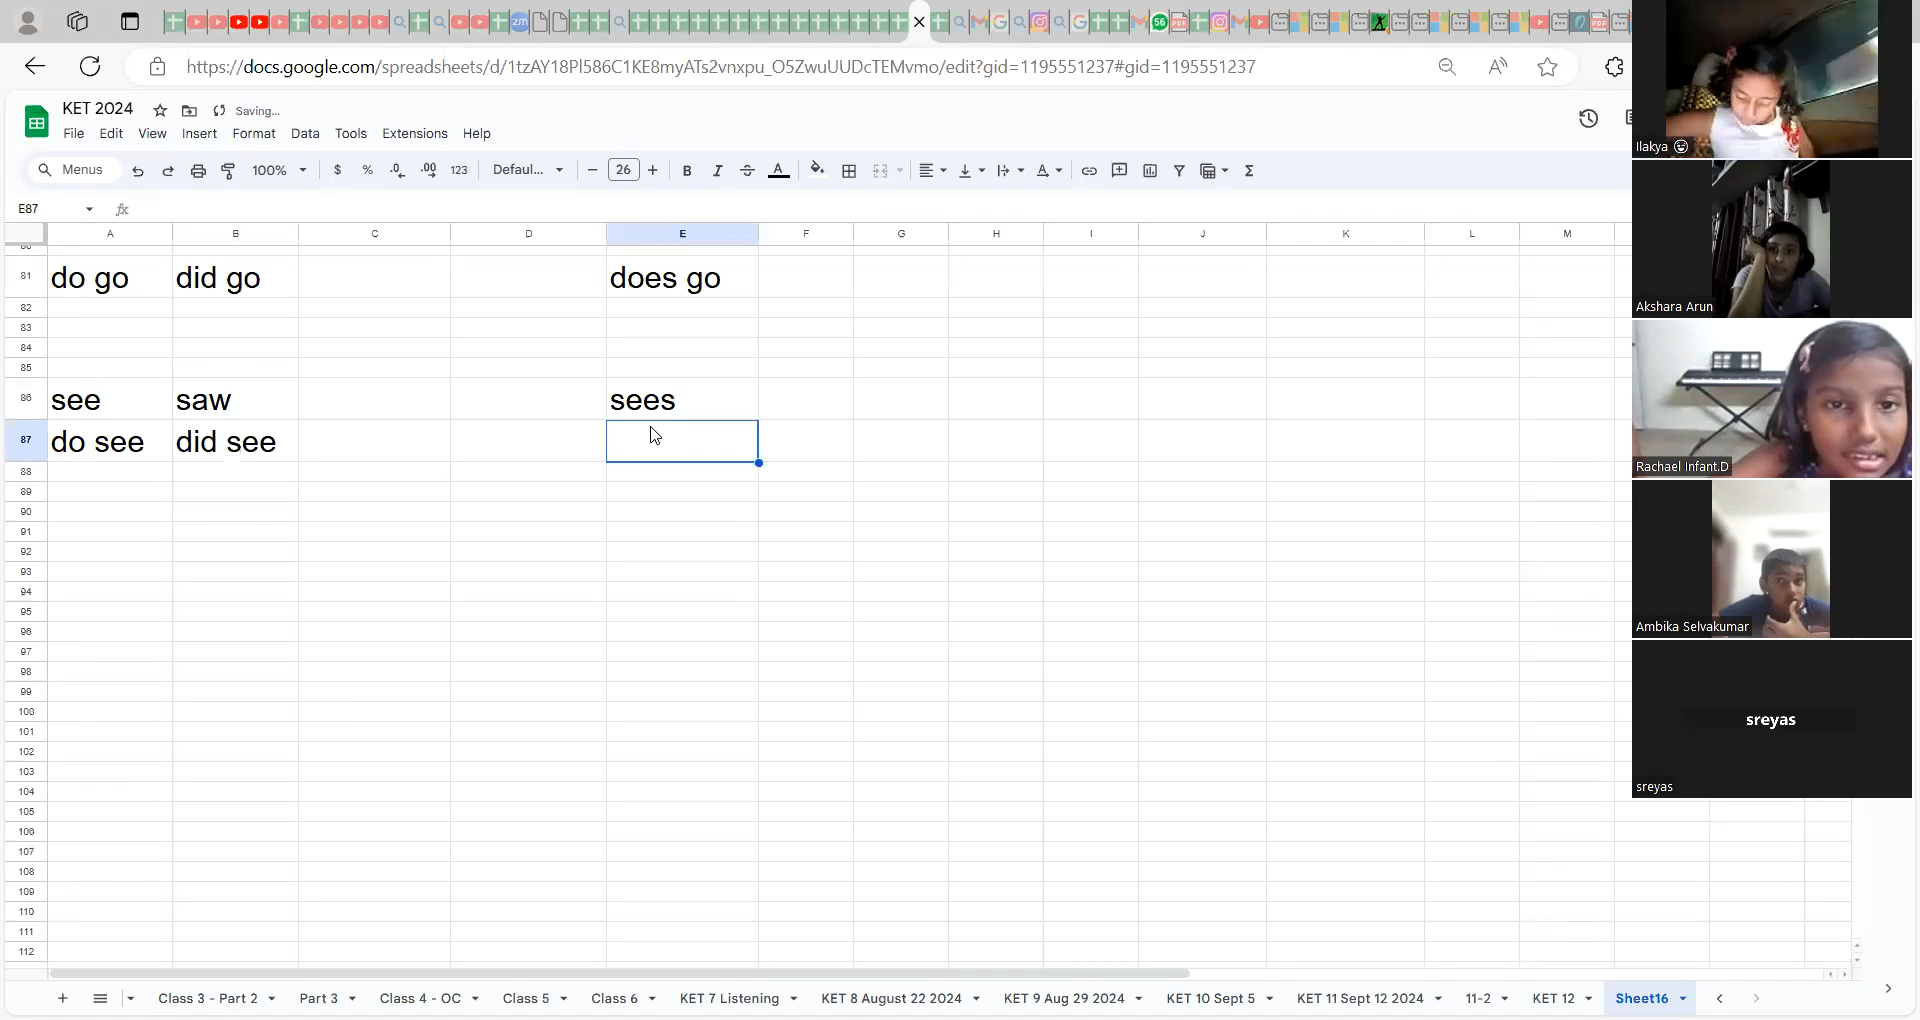 https://docs.google.com/spreadsheets/d/1tzAY18Pl586C1KE8myATs2vnxpu_O5ZwuUUDcTEMvmo/edit?gid=1195551237#gid=1195551237
KET 2024 Saving...
File Edit View Insert Format Data Tools Extensions Help
Menus 100% $ % .0 .00 123 Defaul... 26 B I A Σ
E87 fx
A B C D E F G H I J K L M
81 do go did go does go
82
83
84
85
86 see saw sees
87 do see did see
88
89
90
91
92
93
94
95
96
97
98
99
100
101
102
103
104
105
106
107
108
109
110
111
112
Class 3 - Part 2 Part 3 Class 4 - OC Class 5 Class 6 KET 7 Listening KET 8 August 22 2024 KET 9 Aug 29 2024 KET 10 Sept 5 KET 11 Sept 12 2024 11-2 KET 12 Sheet16
Ilakya
Akshara Arun
Rachael Infant.D
Ambika Selvakumar
sreyas
sreyas